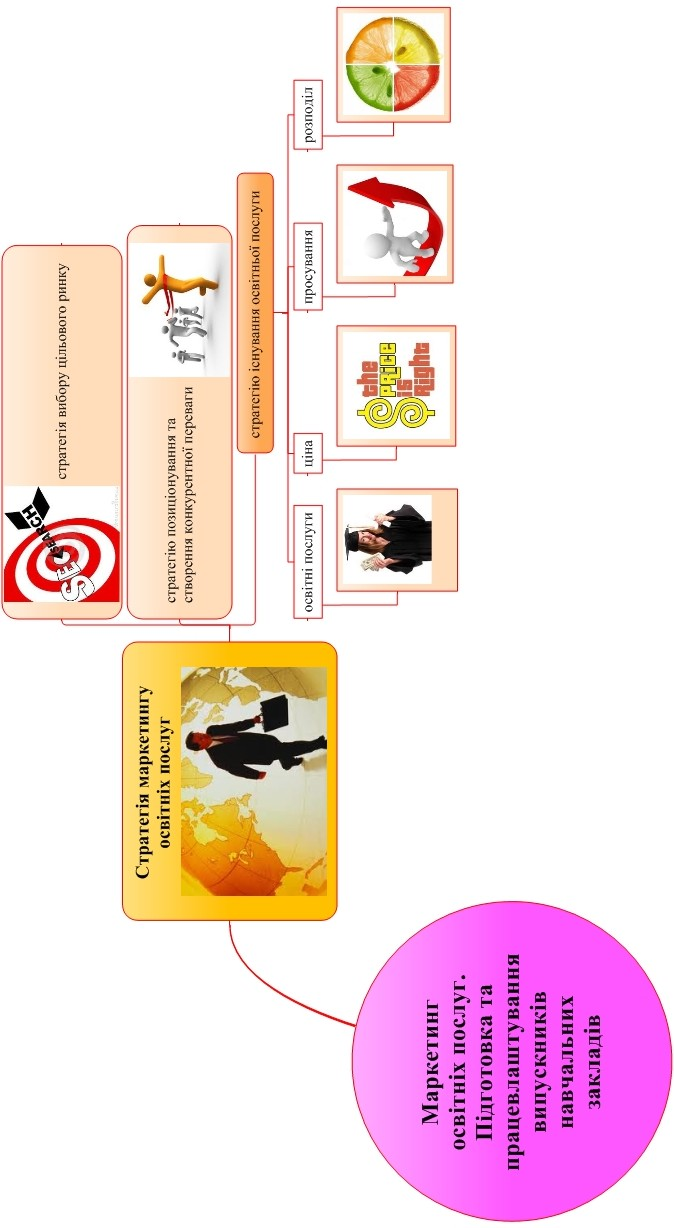 Маркетинг
освітніх послуг.
Підготовка та
працевлаштування
випускників
навчальних
закладів
Стратегія маркетингу
освітніх послуг
SEO
SEARCH
стратегія вибору цільового ринку
стратегію позиціонування та
створення конкурентної переваги
стратегію існування освітньої послуги
освітні послуги
ціна
the
PRiCE
is
Right
просування
розподіл